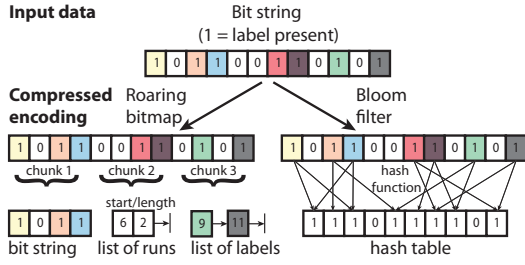 Input data
Bit string
(1 = label present)
1 0 1 1 0 0 1 1 0 1 0 1
Compressed
encoding
Roaring
bitmap
Bloom
filter
1 0 1 1 0 0 1 1 0 1 0 1
1 0 1 1 0 0 1 1 0 1 0 1
chunk 1
chunk 2
chunk 3
hash
function
start/length
1 0 1 1
6 2
9 11
1 1 1 0 1 1 1 1 0 1
bit string
list of runs
list of labels
hash table